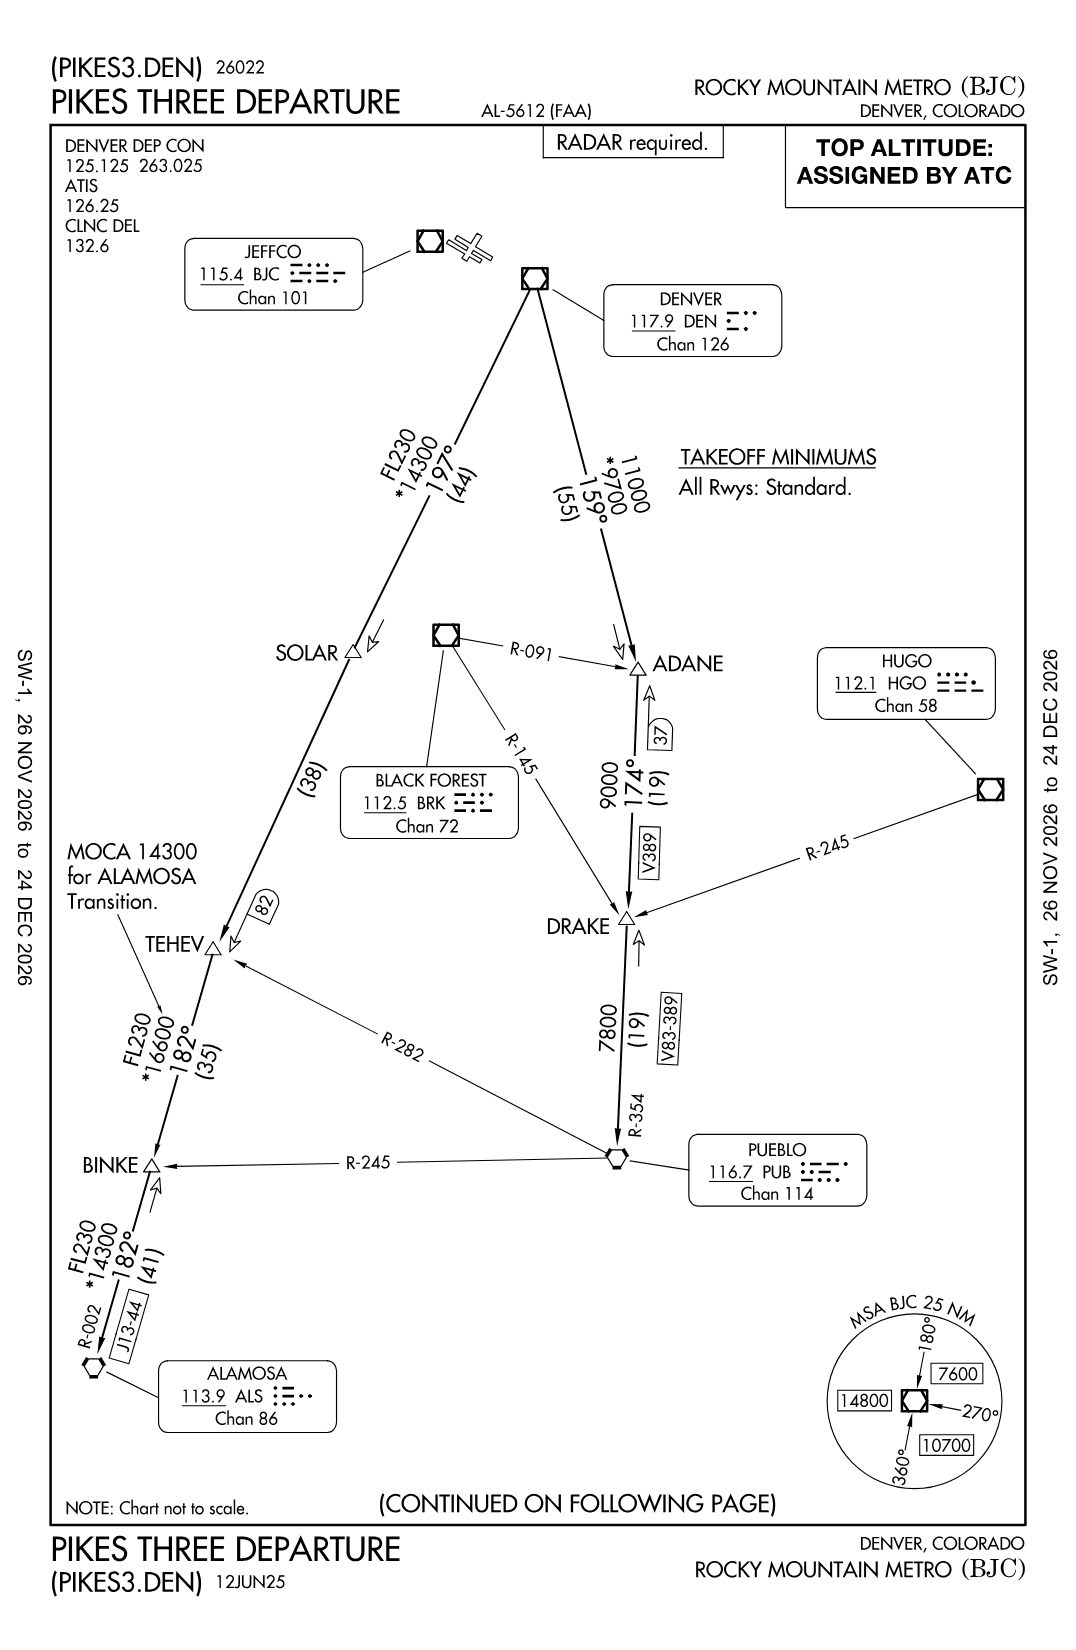 (PIKES3.DEN) 26022
PIKES THREE DEPARTURE
AL-5612 (FAA)
ROCKY MOUNTAIN METRO (BJC)
DENVER, COLORADO
DENVER DEP CON
125.125 263.025
ATIS
126.25
CLNC DEL
132.6
RADAR required.
TOP ALTITUDE:
ASSIGNED BY ATC
JEFFCO
115.4 BJC
Chan 101
DENVER
117.9 DEN
Chan 126
FL230
*14300
197°
(44)
11000
*9700
159°
(55)
TAKEOFF MINIMUMS
All Rwys: Standard.
SOLAR
R-091
ADANE
HUGO
112.1 HGO
Chan 58
R-145
37
9000
174°
(19)
V389
(38)
BLACK FOREST
112.5 BRK
Chan 72
R-245
MOCA 14300
for ALAMOSA
Transition.
82
DRAKE
TEHEV
FL230
*16600
182°
(35)
R-282
7800
(19)
V83-389
R-354
BINKE
R-245
PUEBLO
116.7 PUB
Chan 114
FL230
*14300
182°
(41)
R-002
J13-44
ALAMOSA
113.9 ALS
Chan 86
MSA BJC 25 NM
180°
7600
14800
270°
10700
360°
NOTE: Chart not to scale.
(CONTINUED ON FOLLOWING PAGE)
PIKES THREE DEPARTURE
(PIKES3.DEN) 12JUN25
DENVER, COLORADO
ROCKY MOUNTAIN METRO (BJC)
SW-1, 26 NOV 2026 to 24 DEC 2026
SW-1, 26 NOV 2026 to 24 DEC 2026